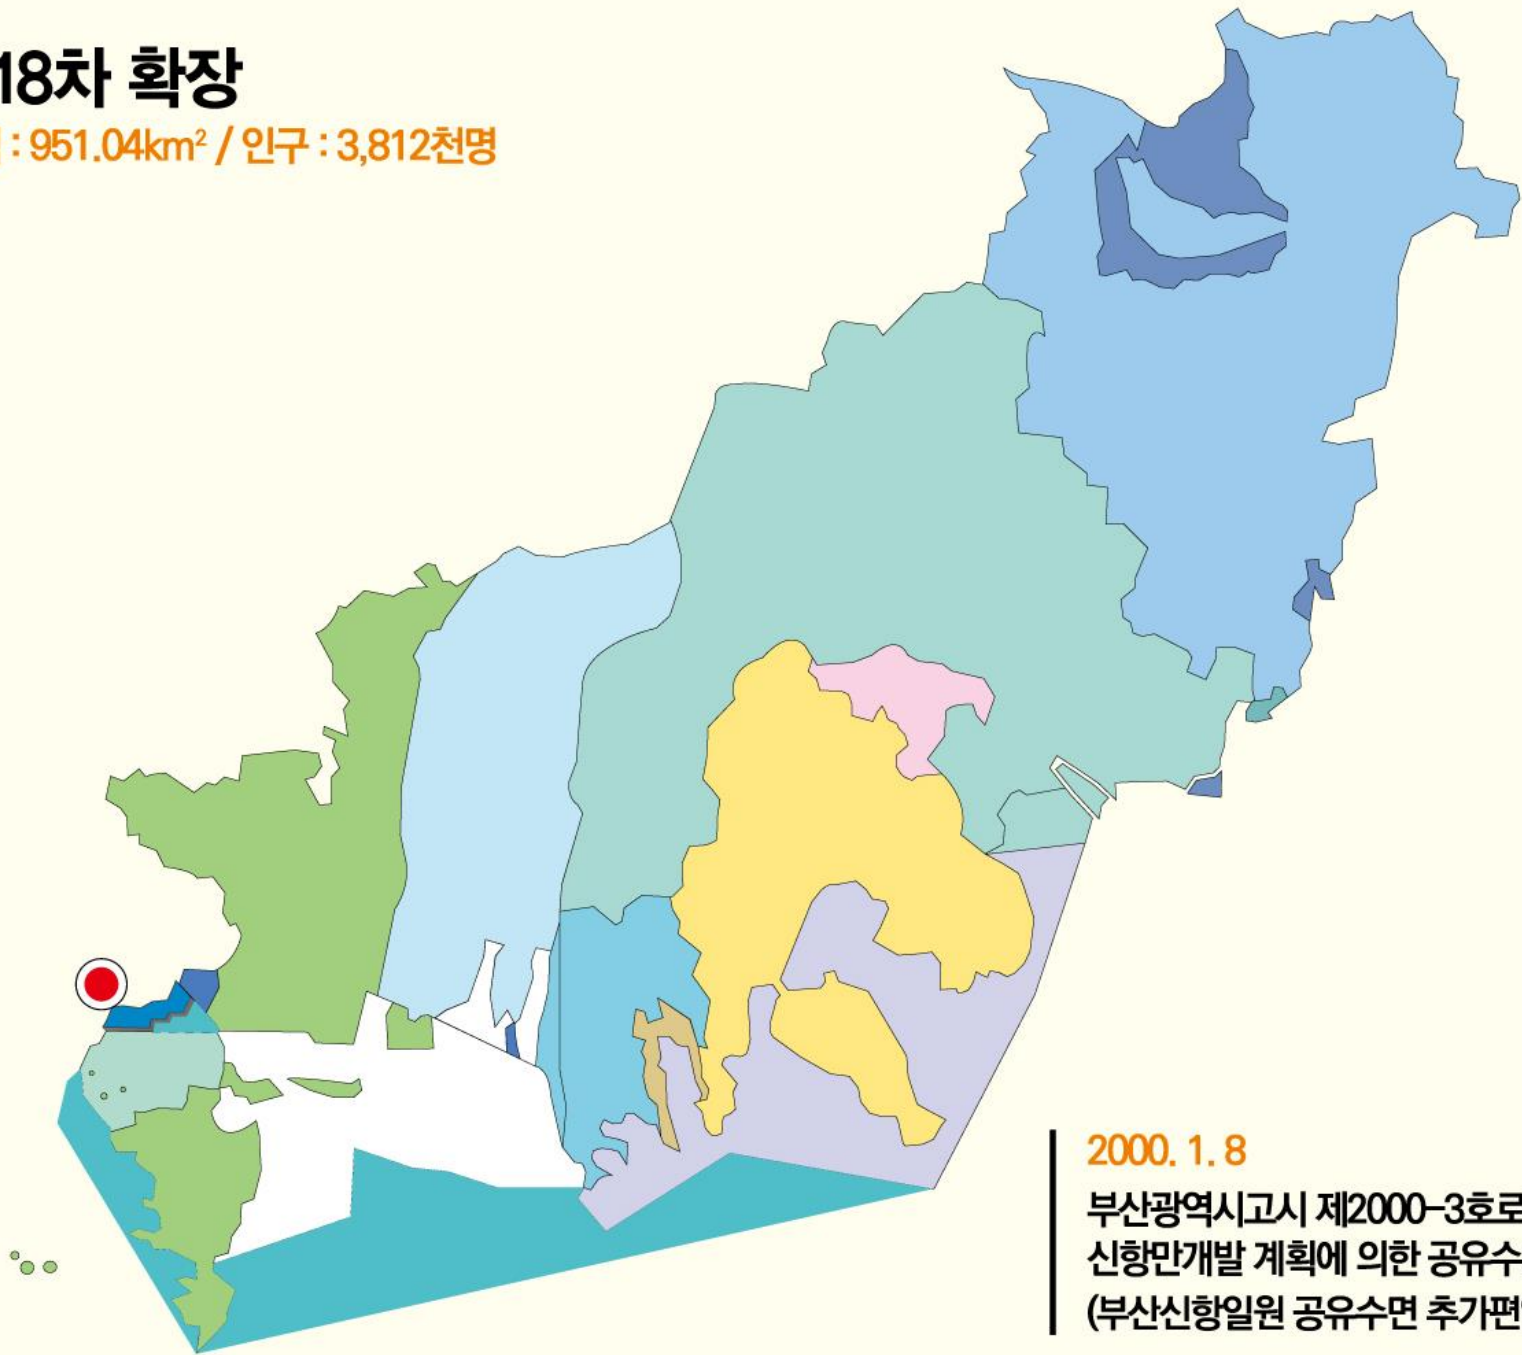 18차 확장
: 951.04km² / 인구 : 3,812천명
2000. 1. 8
부산광역시고시 제2000-3호로
신항만개발 계획에 의한 공유수
(부산신항일원 공유수면 추가편